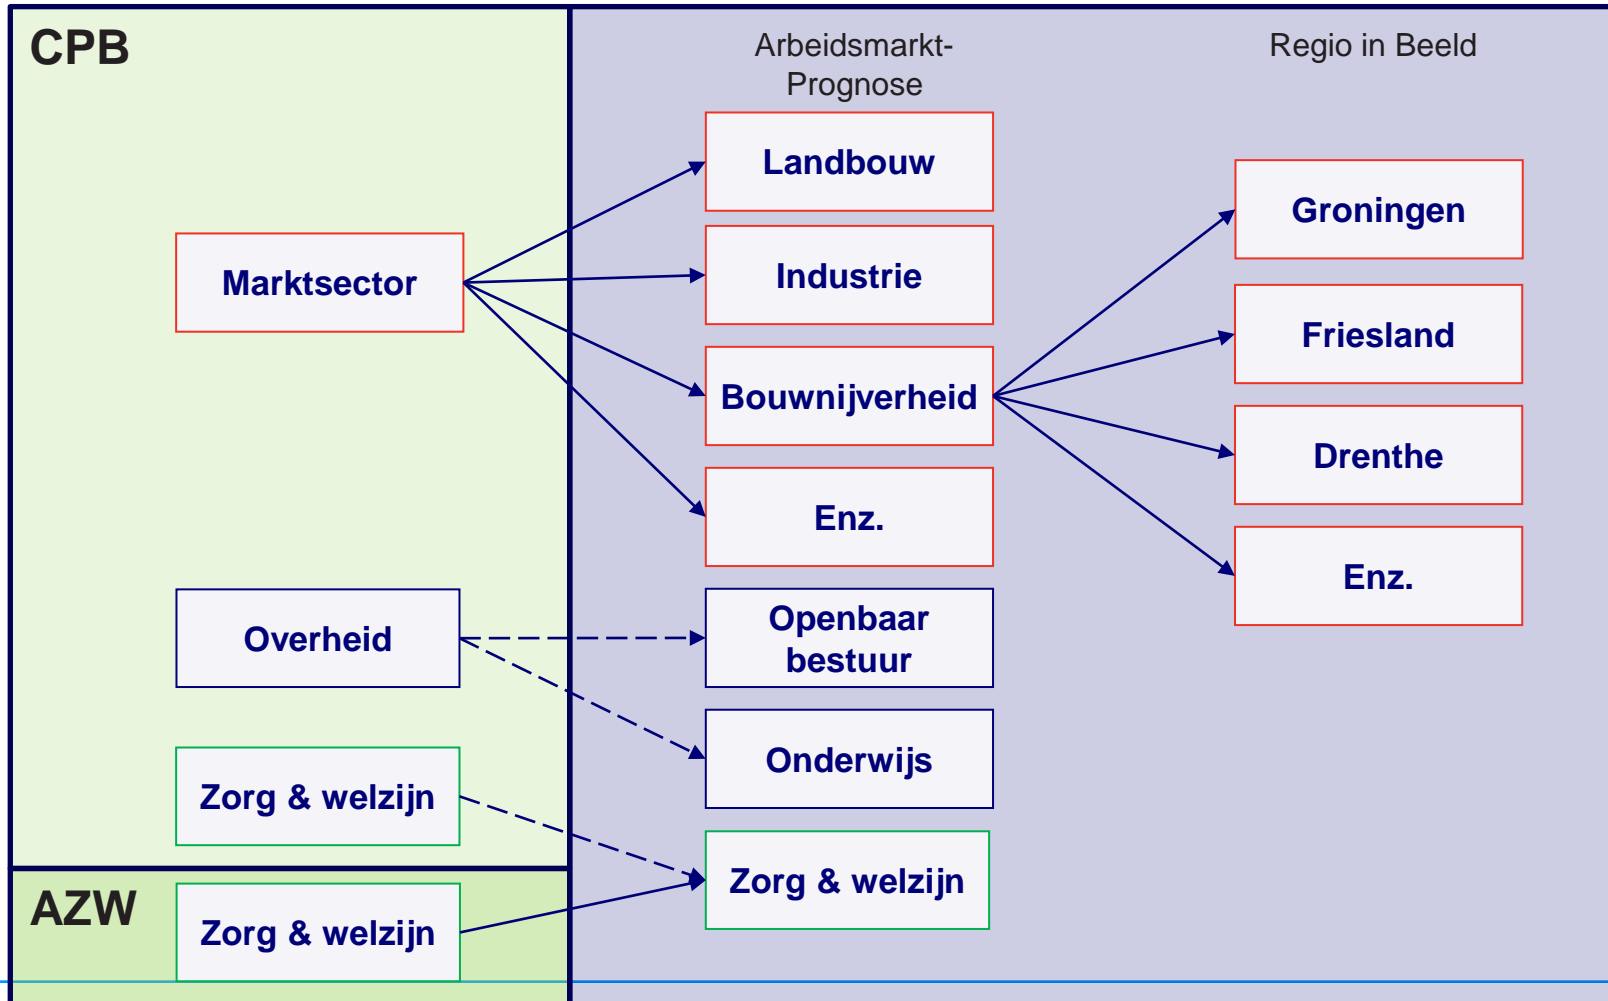 CPB
Marktsector
Overheid
Zorg & welzijn
AZW
Zorg & welzijn
Arbeidsmarkt-
Prognose
Landbouw
Industrie
Bouwnijverheid
Enz.
Openbaar
bestuur
Onderwijs
Zorg & welzijn
Regio in Beeld
Groningen
Friesland
Drenthe
Enz.